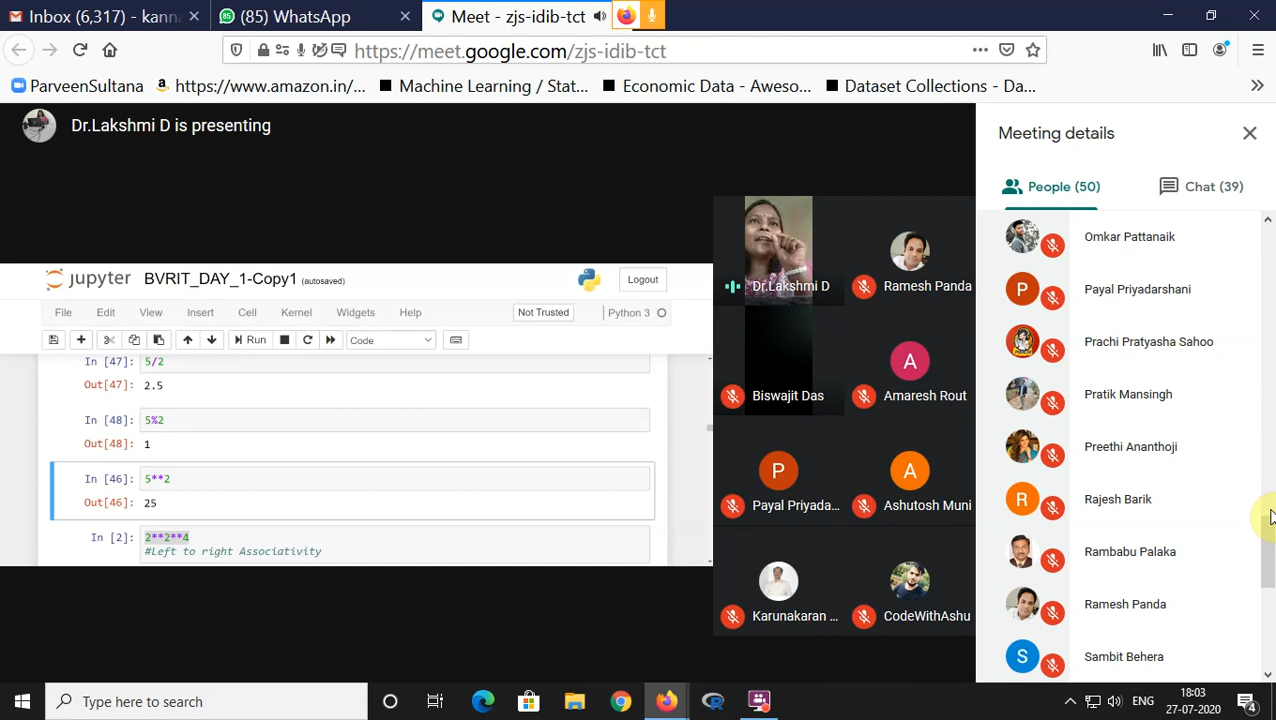 Inbox (6,317) - kanna
(85) WhatsApp
Meet - zjs-idib-tct
https://meet.google.com/zjs-idib-tct
ParveenSultana
https://www.amazon.in/...
Machine Learning / Stat...
Economic Data - Aweso...
Dataset Collections - Da...
Dr.Lakshmi D is presenting
Meeting details
People (50)
Chat (39)
jupyter BVRIT_DAY_1-Copy1 (autosaved)
Logout
File Edit View Insert Cell Kernel Widgets Help
Not Trusted
Python 3
Run
Code
In [47]: 5/2
Out[47]: 2.5
In [48]: 5%2
Out[48]: 1
In [46]: 5**2
Out[46]: 25
In [2]: 2**2**4
#Left to right Associativity
Dr.Lakshmi D
Ramesh Panda
A
Biswajit Das
Amaresh Rout
P
A
Payal Priyada...
Ashutosh Muni
Karunakaran ...
CodeWithAshu
Omkar Pattanaik
P
Payal Priyadarshani
Prachi Pratyasha Sahoo
Pratik Mansingh
Preethi Ananthoji
R
Rajesh Barik
Rambabu Palaka
Ramesh Panda
S
Sambit Behera
Type here to search
R
ENG
18:03
27-07-2020
4